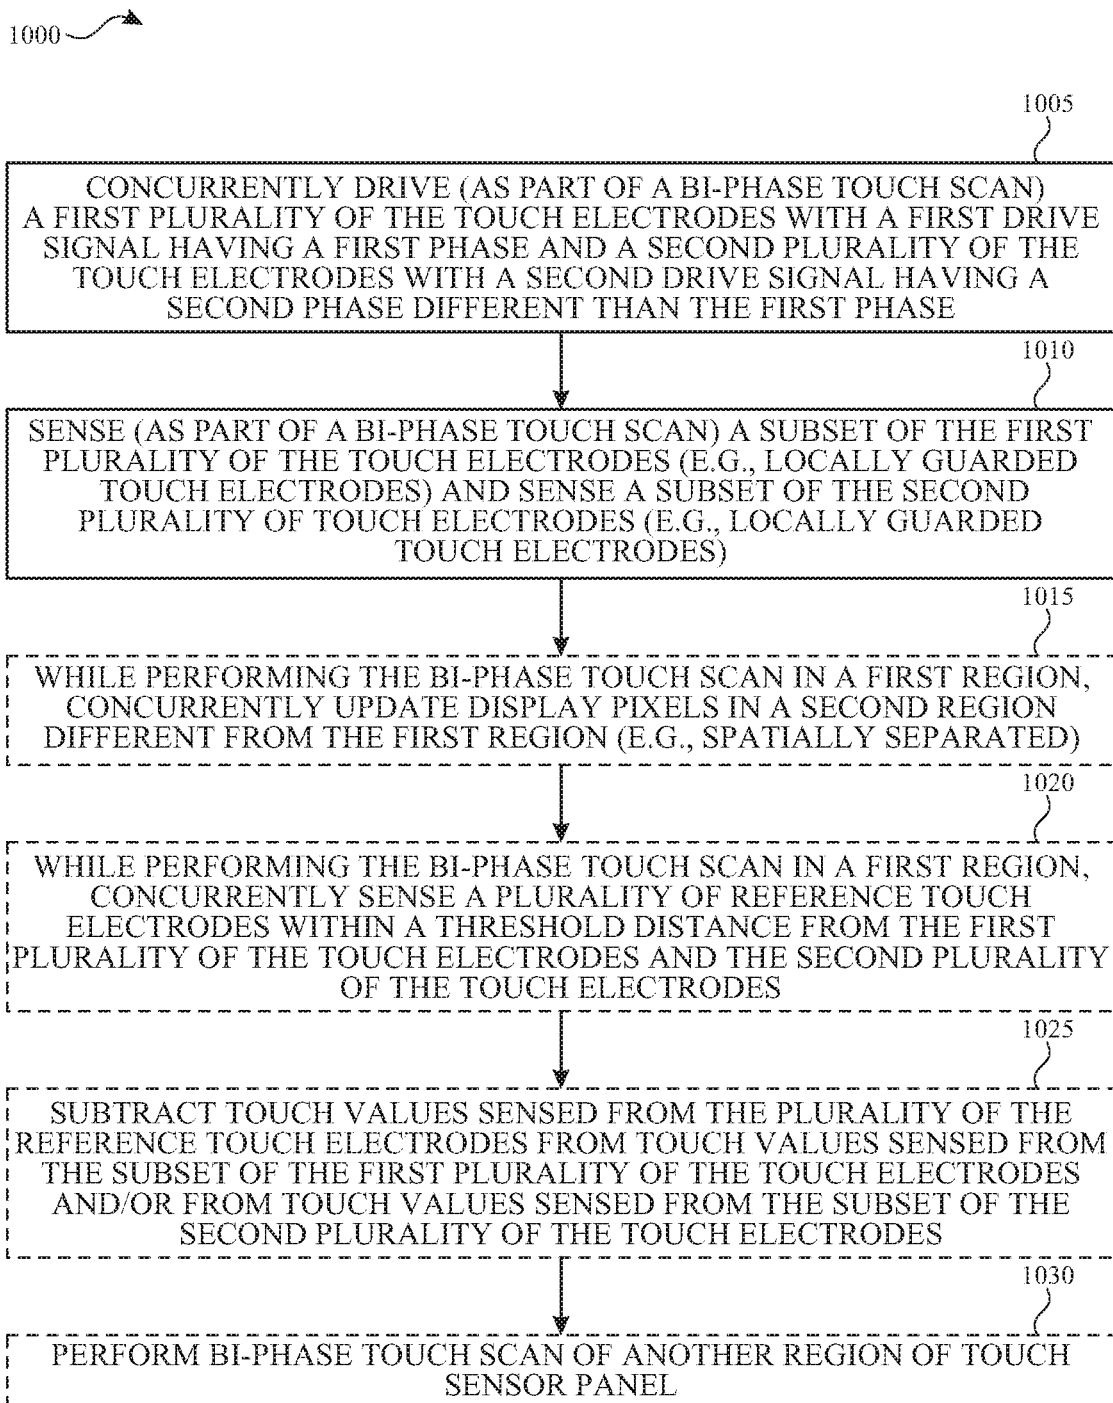 1000
1005
CONCURRENTLY DRIVE (AS PART OF A BI-PHASE TOUCH SCAN)
A FIRST PLURALITY OF THE TOUCH ELECTRODES WITH A FIRST DRIVE
SIGNAL HAVING A FIRST PHASE AND A SECOND PLURALITY OF THE
TOUCH ELECTRODES WITH A SECOND DRIVE SIGNAL HAVING A
SECOND PHASE DIFFERENT THAN THE FIRST PHASE
1010
SENSE (AS PART OF A BI-PHASE TOUCH SCAN) A SUBSET OF THE FIRST
PLURALITY OF THE TOUCH ELECTRODES (E.G., LOCALLY GUARDED
TOUCH ELECTRODES) AND SENSE A SUBSET OF THE SECOND
PLURALITY OF TOUCH ELECTRODES (E.G., LOCALLY GUARDED
TOUCH ELECTRODES)
1015
WHILE PERFORMING THE BI-PHASE TOUCH SCAN IN A FIRST REGION,
CONCURRENTLY UPDATE DISPLAY PIXELS IN A SECOND REGION
DIFFERENT FROM THE FIRST REGION (E.G., SPATIALLY SEPARATED)
1020
WHILE PERFORMING THE BI-PHASE TOUCH SCAN IN A FIRST REGION,
CONCURRENTLY SENSE A PLURALITY OF REFERENCE TOUCH
ELECTRODES WITHIN A THRESHOLD DISTANCE FROM THE FIRST
PLURALITY OF THE TOUCH ELECTRODES AND THE SECOND PLURALITY
OF THE TOUCH ELECTRODES
1025
SUBTRACT TOUCH VALUES SENSED FROM THE PLURALITY OF THE
REFERENCE TOUCH ELECTRODES FROM TOUCH VALUES SENSED FROM
THE SUBSET OF THE FIRST PLURALITY OF THE TOUCH ELECTRODES
AND/OR FROM TOUCH VALUES SENSED FROM THE SUBSET OF THE
SECOND PLURALITY OF THE TOUCH ELECTRODES
1030
PERFORM BI-PHASE TOUCH SCAN OF ANOTHER REGION OF TOUCH
SENSOR PANEL